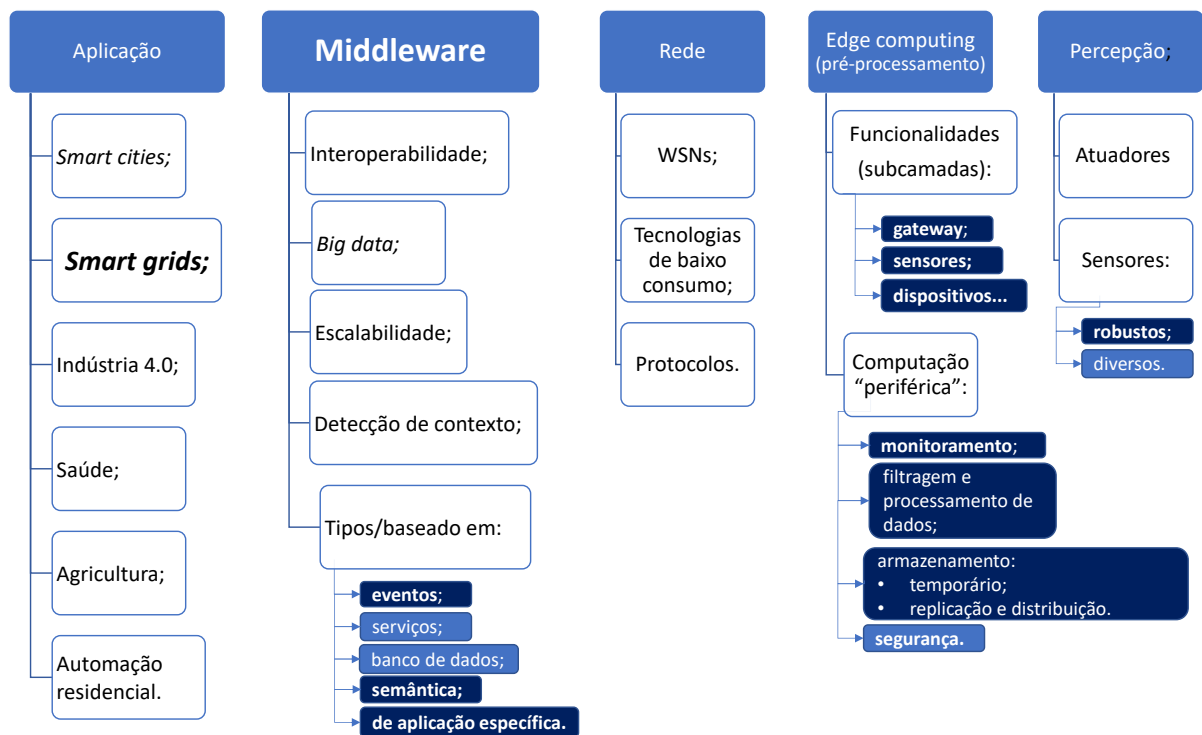 Aplicação
Smart cities;
Smart grids;
Indústria 4.0;
Saúde;
Agricultura;
Automação
residencial.
Middleware
Interoperabilidade;
Big data;
Escalabilidade;
Detecção de contexto;
Tipos/baseado em:
eventos;
serviços;
banco de dados;
semântica;
de aplicação específica.
Rede
WSNs;
Tecnologias
de baixo
consumo;
Protocolos.
Edge computing
(pré-processamento)
Funcionalidades
(subcamadas):
gateway;
sensores;
dispositivos...
Computação
“periférica”:
monitoramento;
filtragem e
processamento de
dados;
armazenamento:
• temporário;
• replicação e distribuição.
segurança.
Percepção;
Atuadores
Sensores:
robustos;
diversos.